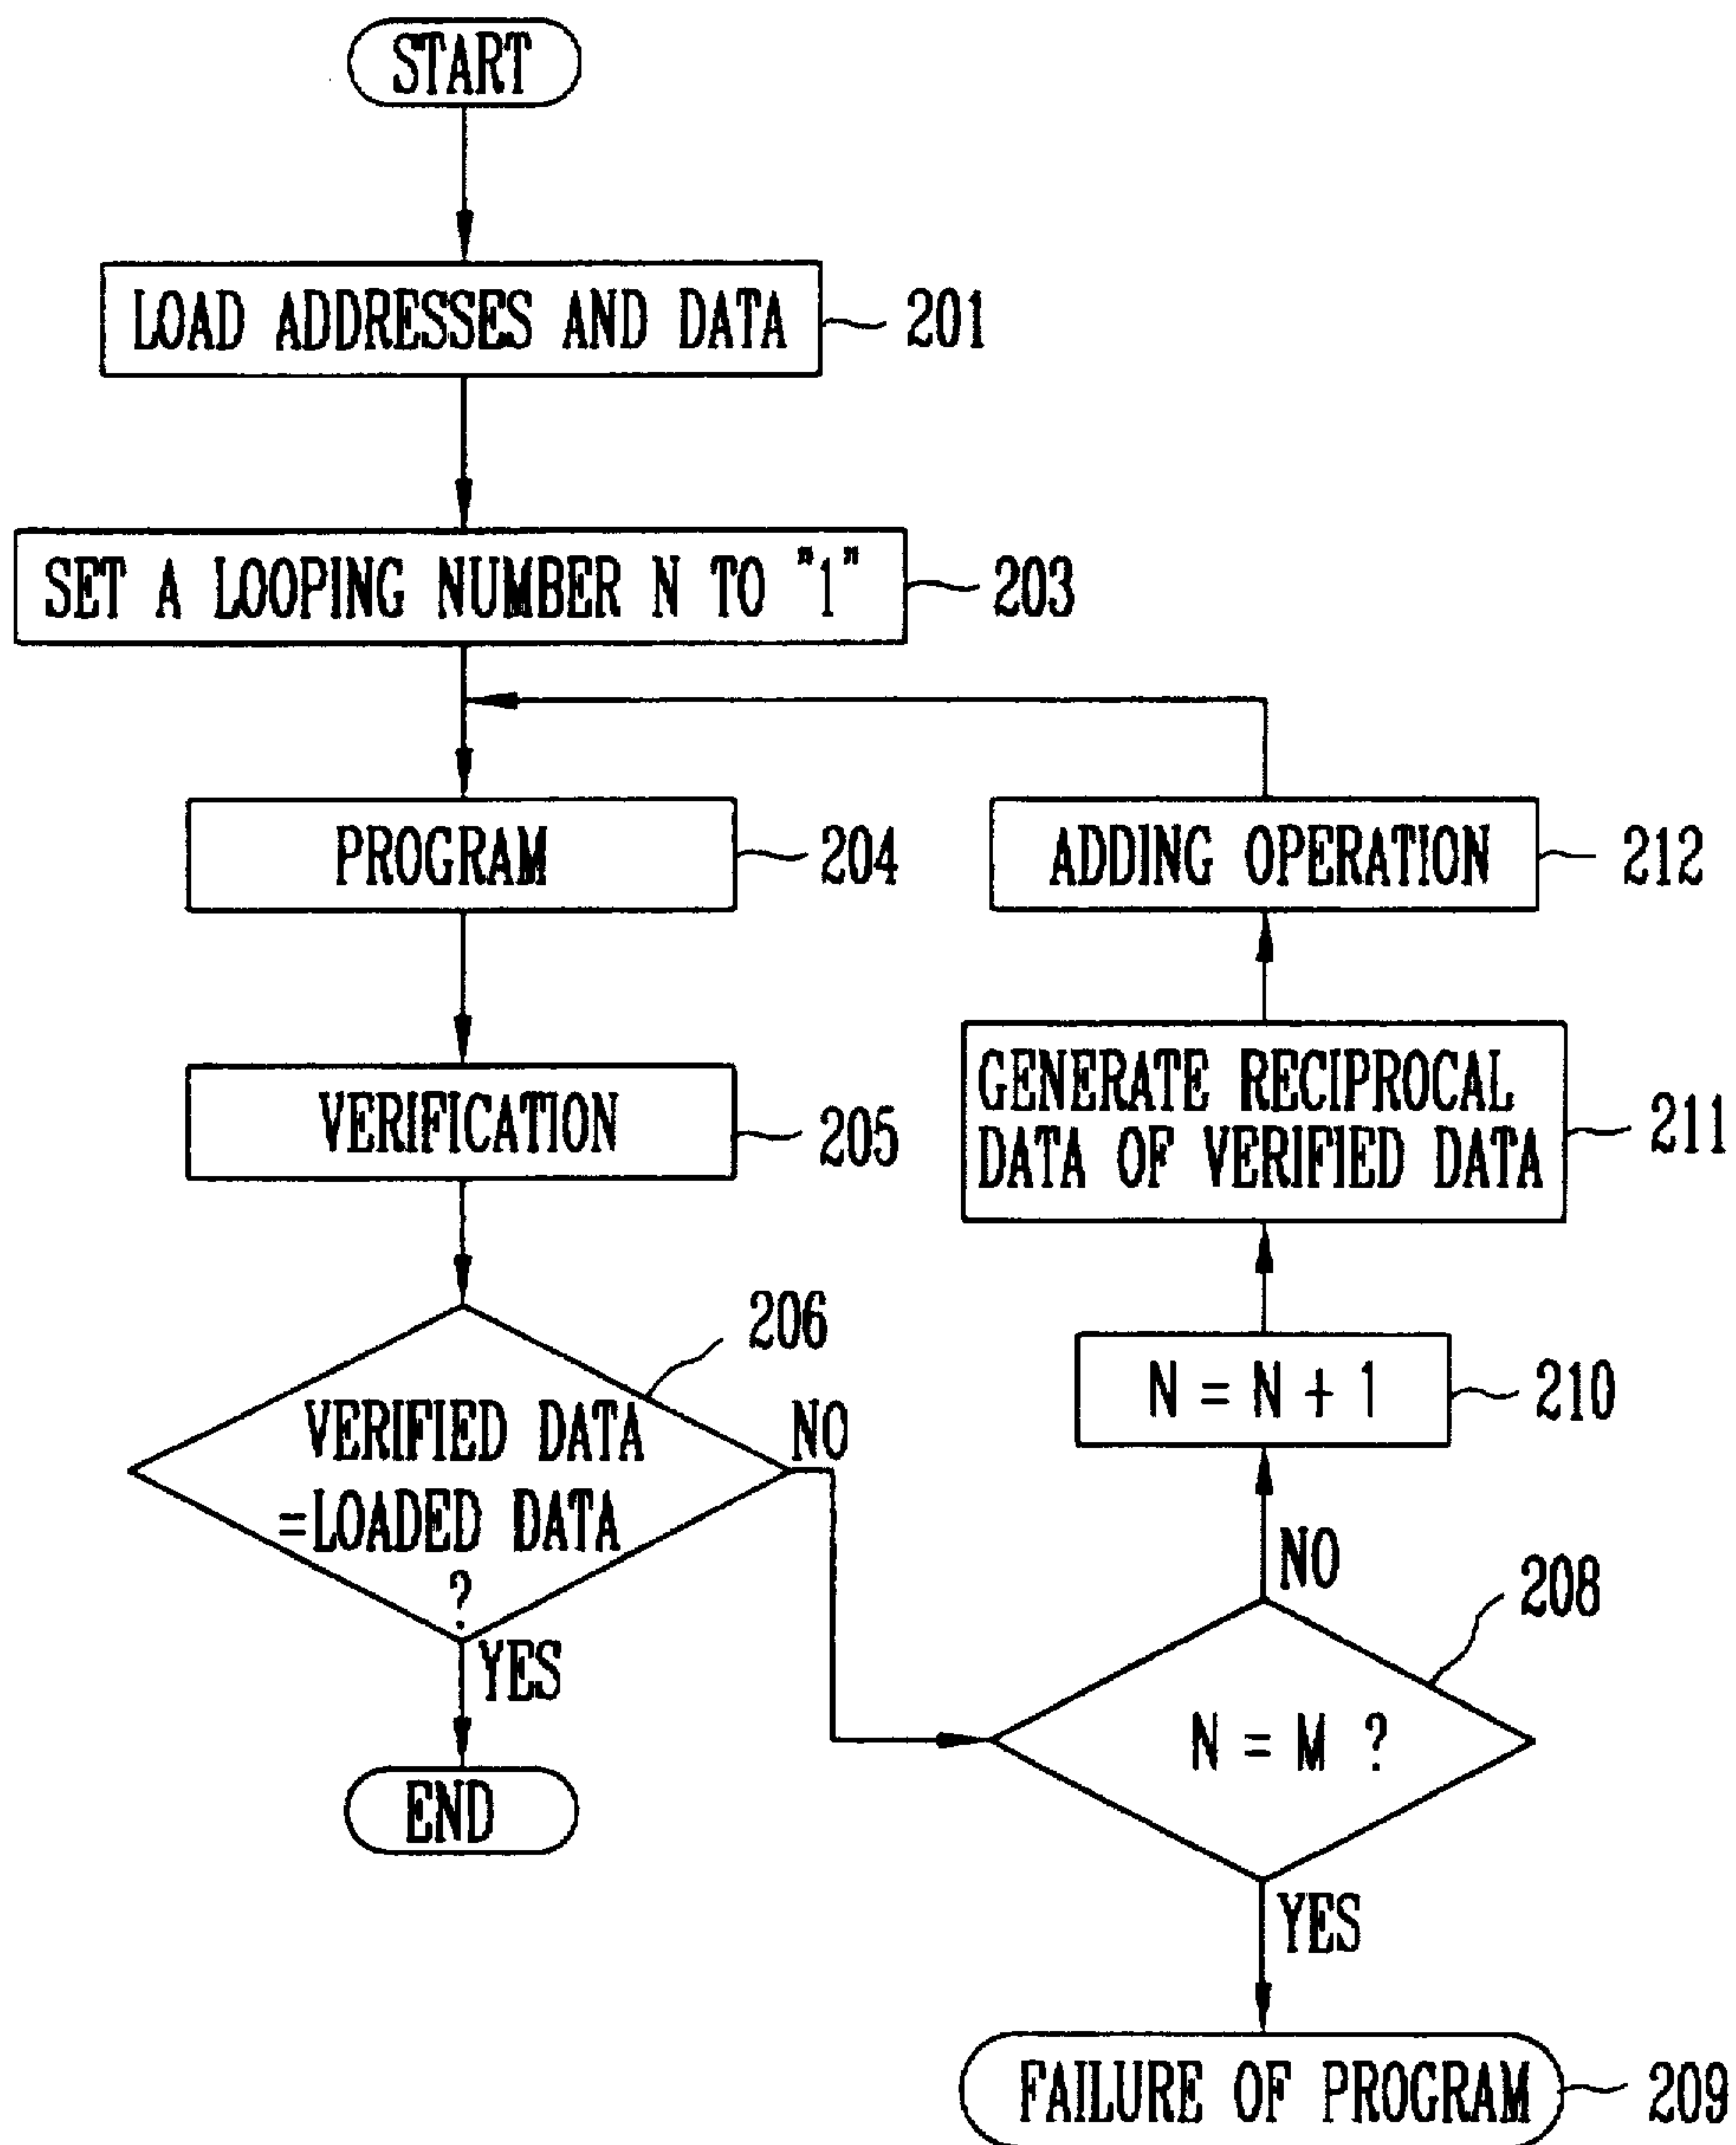 START
LOAD ADDRESSES AND DATA
201
SET A LOOPING NUMBER N TO "1"
203
PROGRAM
204
VERIFICATION
205
206
VERIFIED DATA
=LOADED DATA
?
NO
YES
END
ADDING OPERATION
212
GENERATE RECIPROCAL
DATA OF VERIFIED DATA
211
N = N + 1
210
NO
208
N = M ?
YES
FAILURE OF PROGRAM
209